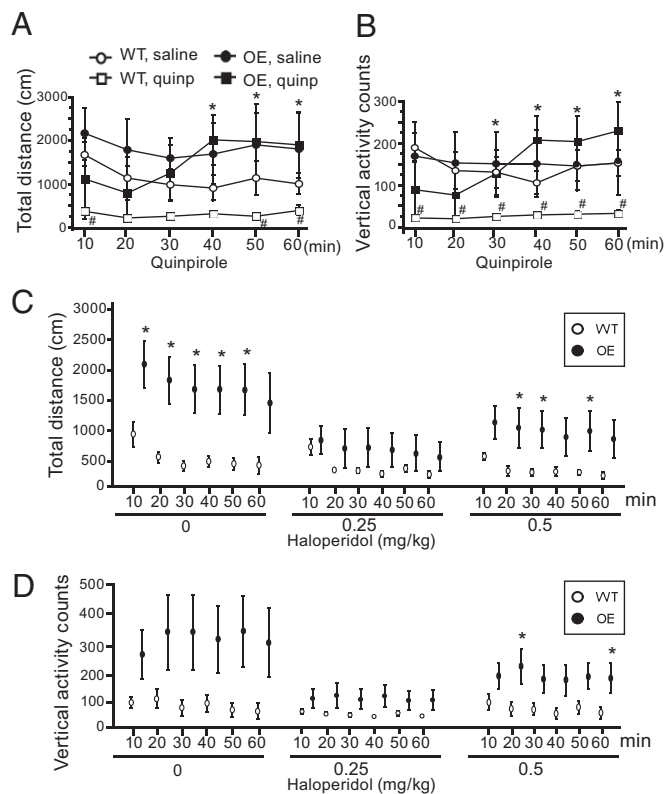 A
WT, saline OE, saline
WT, quinp OE, quinp
Total distance (cm)
3000
2000
1000
0
* * *
# # #
10 20 30 40 50 60 (min)
Quinpirole
B
Vertical activity counts
300
200
100
0
* * * *
# # # # # #
10 20 30 40 50 60 (min)
Quinpirole
C
Total distance (cm)
3000
2500
2000
1500
1000
500
0
* * * * *
* * *
WT
OE
10 20 30 40 50 60 10 20 30 40 50 60 10 20 30 40 50 60 min
0 0.25 0.5
Haloperidol (mg/kg)
D
Vertical activity counts
500
400
300
200
100
0
* *
WT
OE
10 20 30 40 50 60 10 20 30 40 50 60 10 20 30 40 50 60 min
0 0.25 0.5
Haloperidol (mg/kg)